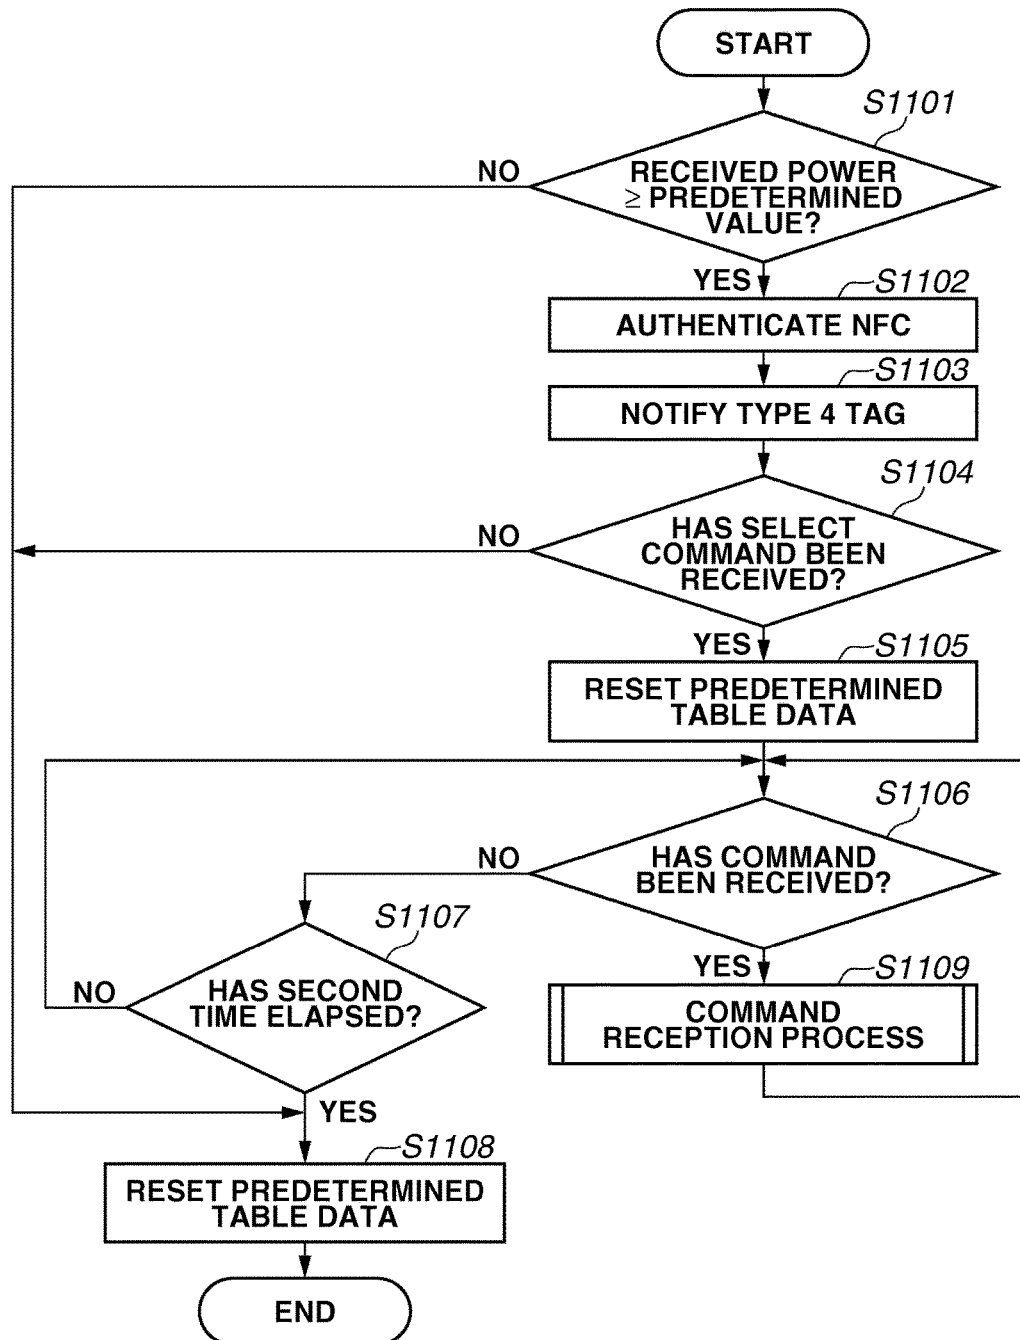 START
S1101
NO
RECEIVED POWER
≥ PREDETERMINED
VALUE?
YES
S1102
AUTHENTICATE NFC
S1103
NOTIFY TYPE 4 TAG
S1104
NO
HAS SELECT
COMMAND BEEN
RECEIVED?
YES
S1105
RESET PREDETERMINED
TABLE DATA
S1106
NO
HAS COMMAND
BEEN RECEIVED?
S1107
NO
HAS SECOND
TIME ELAPSED?
YES
S1109
COMMAND
RECEPTION PROCESS
YES
S1108
RESET PREDETERMINED
TABLE DATA
END